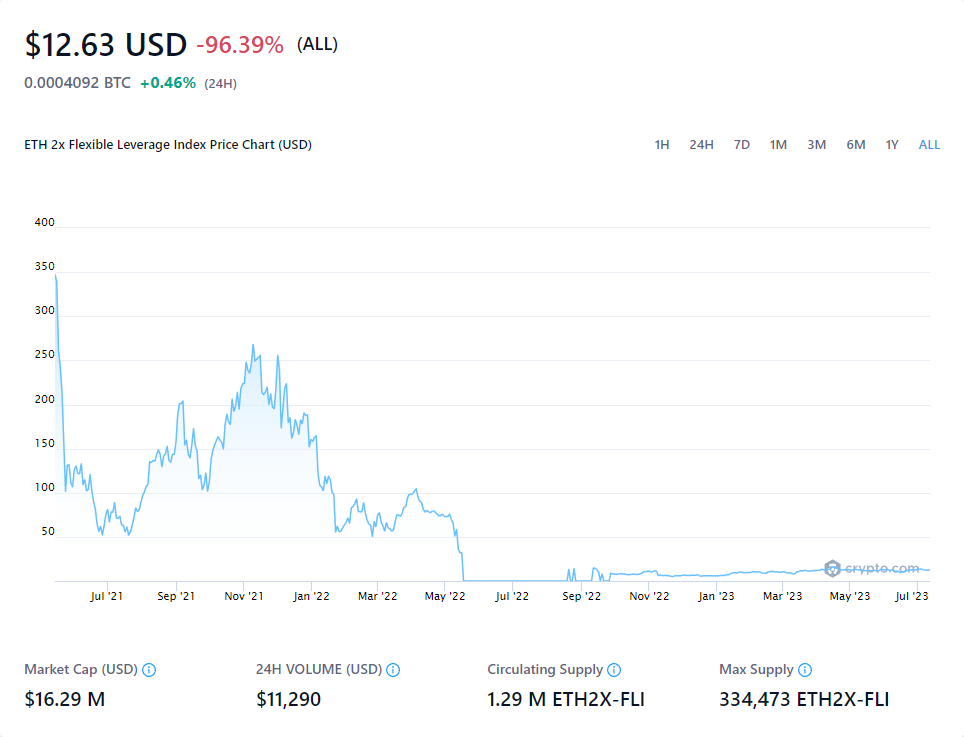 $12.63 USD -96.39% (ALL)
0.0004092 BTC +0.46% (24H)
ETH 2x Flexible Leverage Index Price Chart (USD) 1H 24H 7D 1M 3M 6M 1Y ALL
400
350
300
250
200
150
100
50
crypto.com
Jul '21 Sep '21 Nov '21 Jan '22 Mar '22 May '22 Jul '22 Sep '22 Nov '22 Jan '23 Mar '23 May '23 Jul '23
Market Cap (USD) 24H VOLUME (USD) Circulating Supply Max Supply
$16.29 M $11,290 1.29 M ETH2X-FLI 334,473 ETH2X-FLI